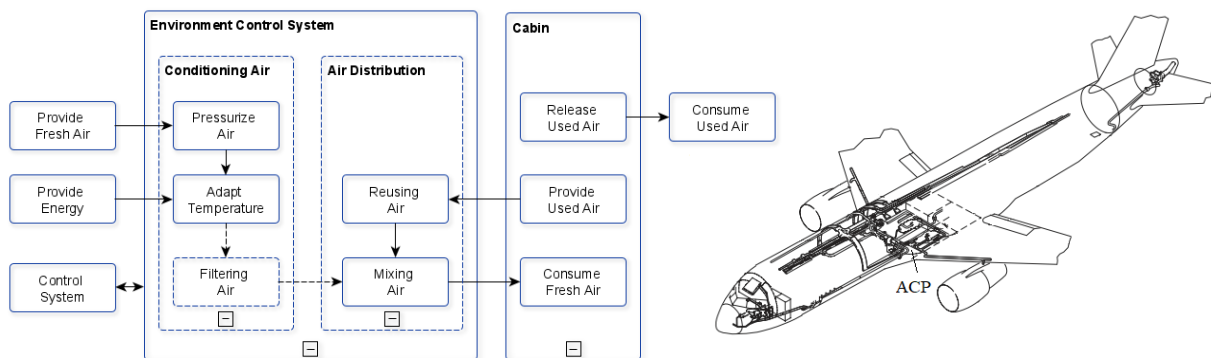 Environment Control System
Cabin
Conditioning Air
Air Distribution
Provide
Fresh Air
Pressurize
Air
Release
Used Air
Consume
Used Air
Provide
Energy
Adapt
Temperature
Reusing
Air
Provide
Used Air
Control
System
Filtering
Air
Mixing
Air
Consume
Fresh Air
ACP